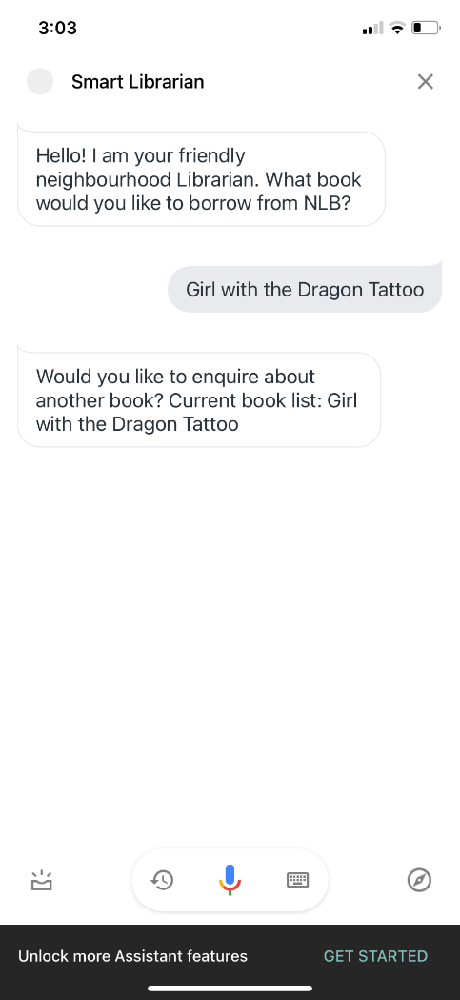 3:03
Smart Librarian
Hello! I am your friendly
neighbourhood Librarian. What book
would you like to borrow from NLB?
Girl with the Dragon Tattoo
Would you like to enquire about
another book? Current book list: Girl
with the Dragon Tattoo
Unlock more Assistant features GET STARTED